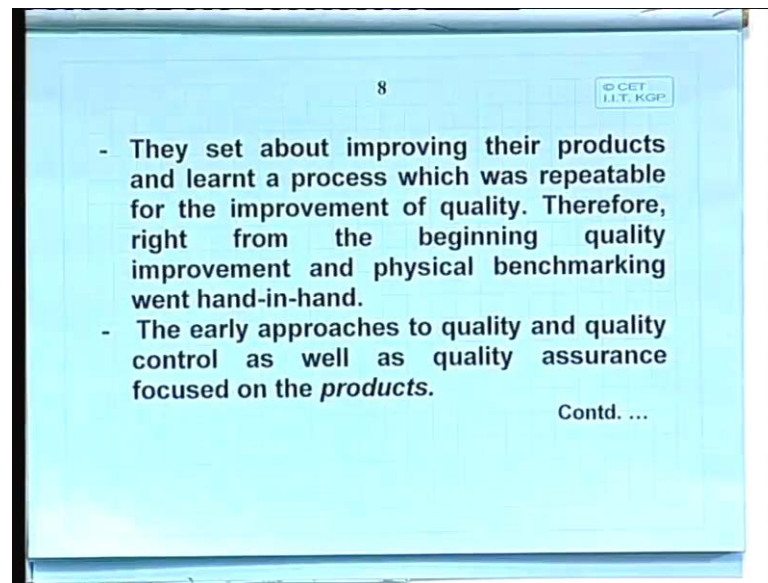 8
© CET
I.I.T. KGP
- They set about improving their products
and learnt a process which was repeatable
for the improvement of quality. Therefore,
right from the beginning quality
improvement and physical benchmarking
went hand-in-hand.
- The early approaches to quality and quality
control as well as quality assurance
focused on the products.
Contd. ...